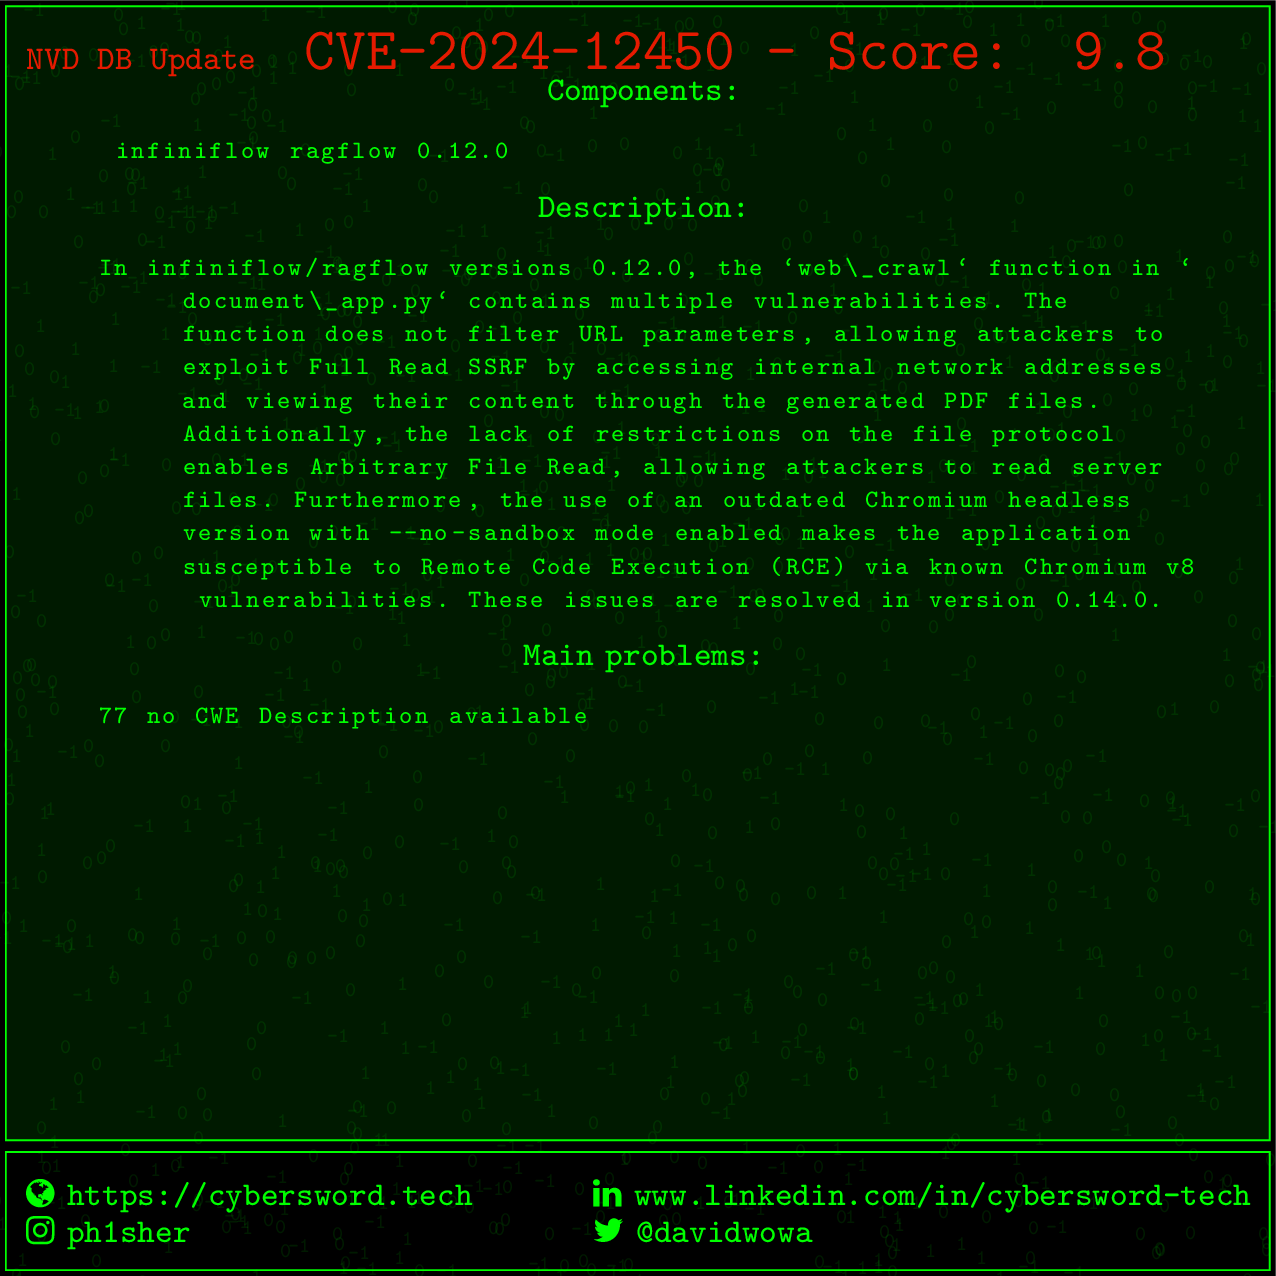 NVD DB Update CVE-2024-12450 - Score: 9.8
Components:
infiniflow ragflow 0.12.0
Description:
In infiniflow/ragflow versions 0.12.0, the `web\_crawl` function in `
document\_app.py` contains multiple vulnerabilities. The
function does not filter URL parameters, allowing attackers to
exploit Full Read SSRF by accessing internal network addresses
and viewing their content through the generated PDF files.
Additionally, the lack of restrictions on the file protocol
enables Arbitrary File Read, allowing attackers to read server
files. Furthermore, the use of an outdated Chromium headless
version with --no-sandbox mode enabled makes the application
susceptible to Remote Code Execution (RCE) via known Chromium v8
vulnerabilities. These issues are resolved in version 0.14.0.
Main problems:
77 no CWE Description available
https://cybersword.tech
www.linkedin.com/in/cybersword-tech
ph1sher
@davidwowa